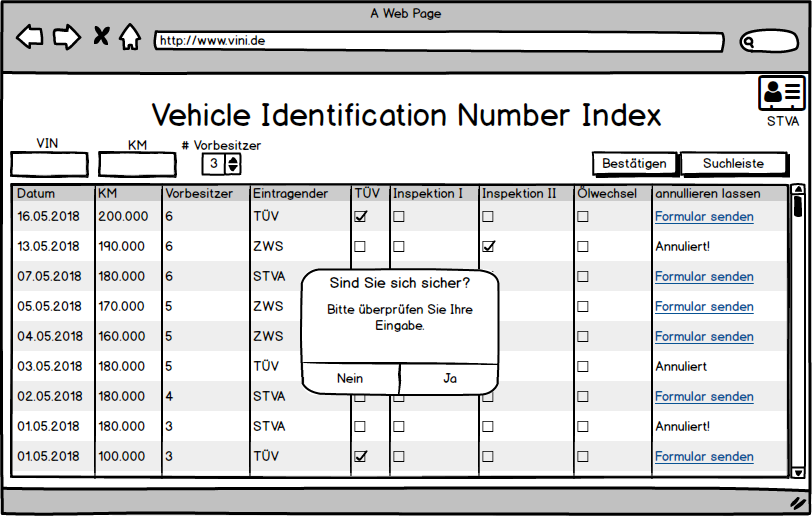 A Web Page
http://www.vini.de
STVA
Vehicle Identification Number Index
VIN KM # Vorbesitzer
3
Bestätigen Suchleiste
Datum KM Vorbesitzer Eintragender TÜV Inspektion I Inspektion II Ölwechsel annullieren lassen
16.05.2018 200.000 6 TÜV Formular senden
13.05.2018 190.000 6 ZWS Annuliert!
07.05.2018 180.000 6 STVA Formular senden
05.05.2018 170.000 5 ZWS Formular senden
04.05.2018 160.000 5 ZWS Formular senden
03.05.2018 180.000 5 TÜV Annuliert
02.05.2018 180.000 4 STVA Formular senden
01.05.2018 180.000 3 STVA Annuliert!
01.05.2018 100.000 3 TÜV Formular senden
Sind Sie sich sicher?
Bitte überprüfen Sie Ihre
Eingabe.
Nein Ja